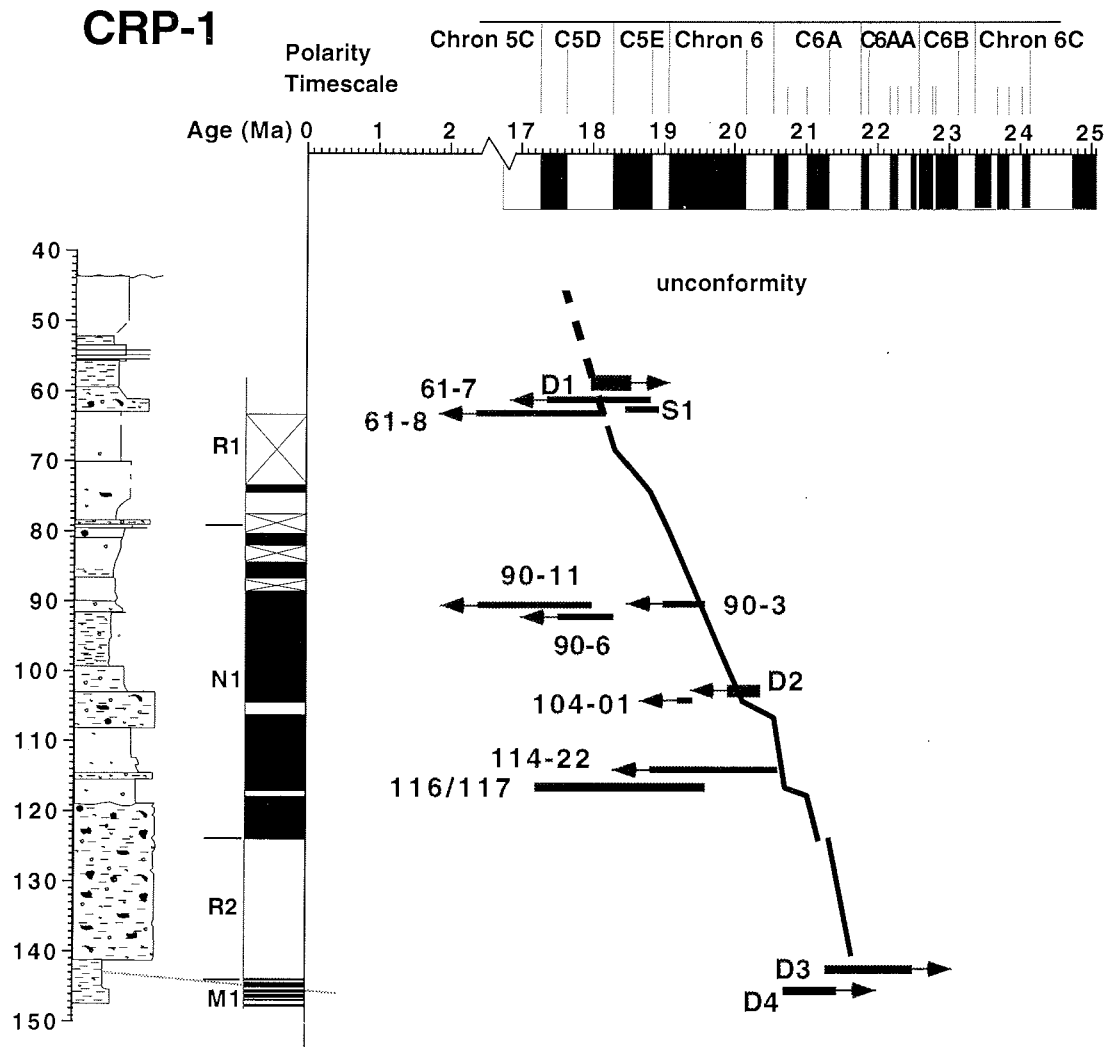 CRP-1
Polarity
Timescale
Chron 5C C5D C5E Chron 6 C6A C6AA C6B Chron 6C
Age (Ma) 0 1 2 17 18 19 20 21 22 23 24 25
40
unconformity
50
60
D1
61-7
S1
61-8
R1
70
80
90-11
90
90-3
90-6
100
N1
D2
104-01
110
114-22
116/117
120
130
R2
140
D3
M1
D4
150